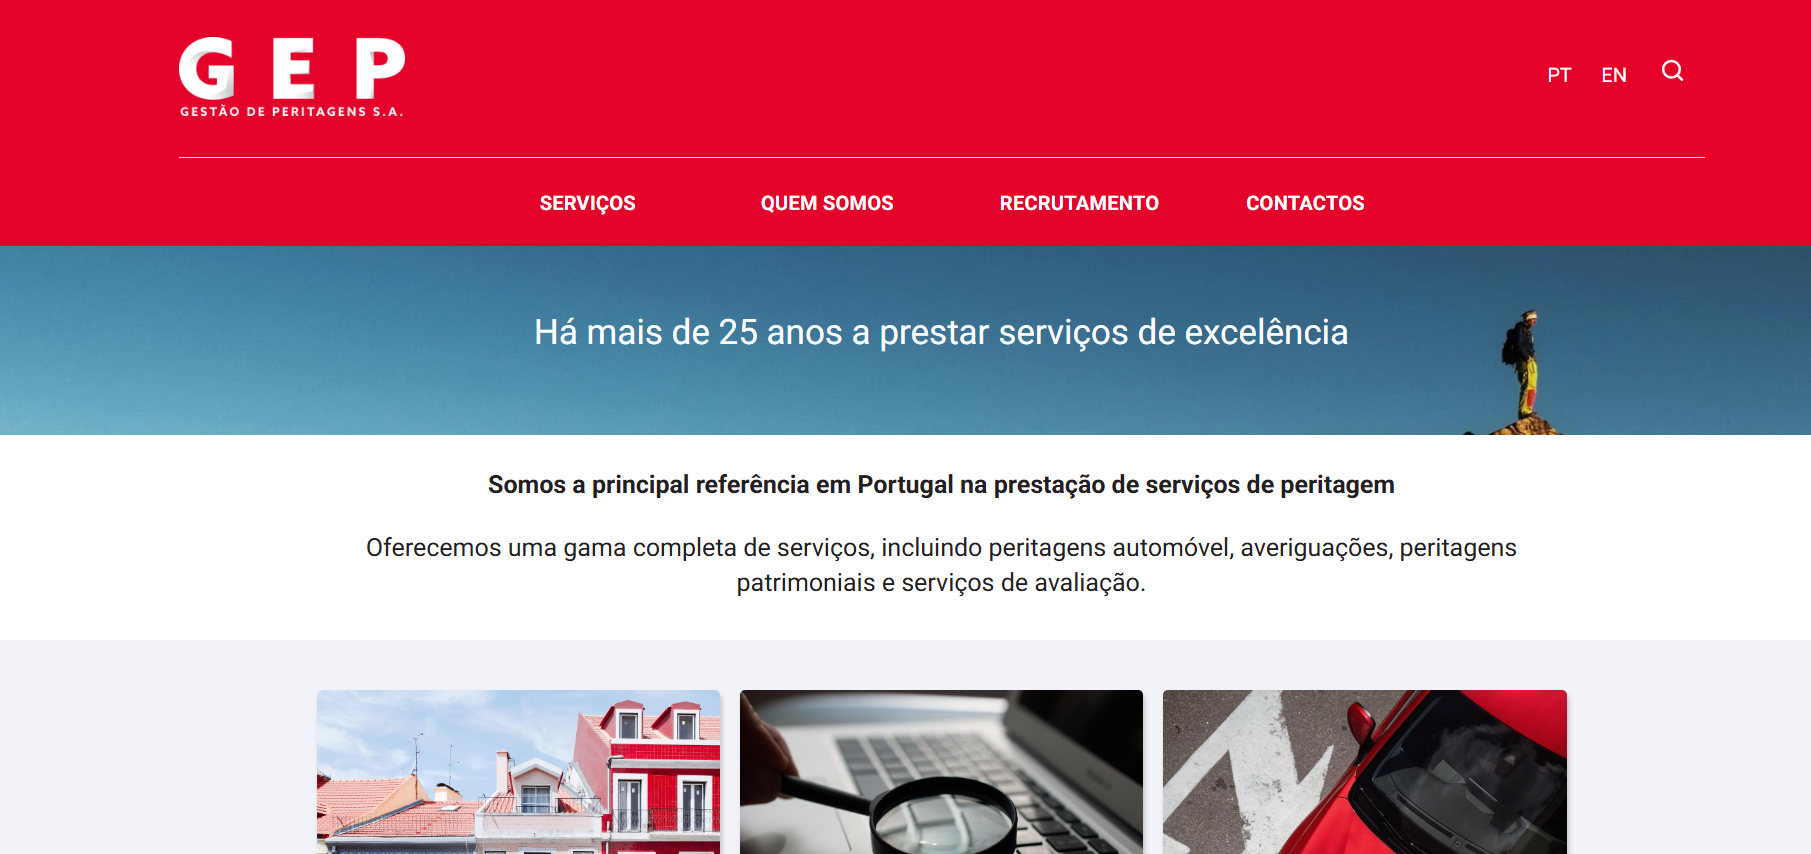 GEP
GESTÃO DE PERITAGENS S.A.
PT EN
SERVIÇOS QUEM SOMOS RECRUTAMENTO CONTACTOS
Há mais de 25 anos a prestar serviços de excelência
Somos a principal referência em Portugal na prestação de serviços de peritagem
Oferecemos uma gama completa de serviços, incluindo peritagens automóvel, averiguações, peritagens
patrimoniais e serviços de avaliação.